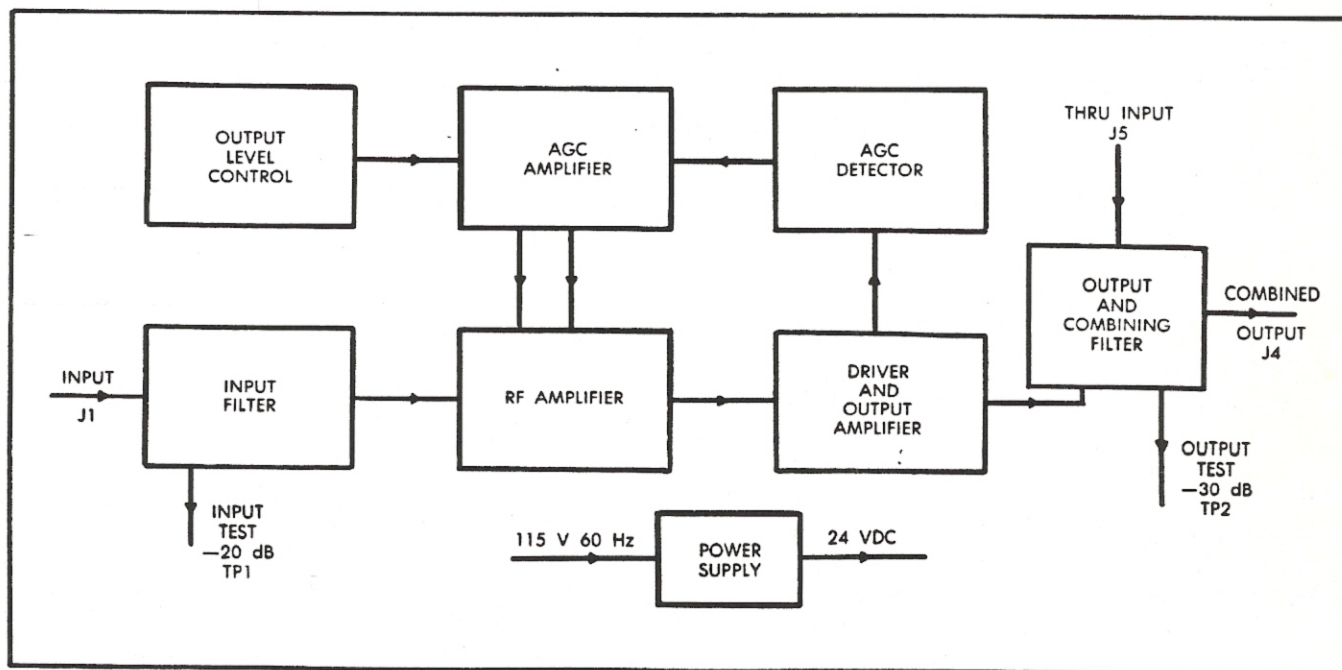 OUTPUT
LEVEL
CONTROL
AGC
AMPLIFIER
AGC
DETECTOR
THRU INPUT
J5
OUTPUT
AND
COMBINING
FILTER
COMBINED
OUTPUT
J4
INPUT
J1
INPUT
FILTER
RF AMPLIFIER
DRIVER
AND
OUTPUT
AMPLIFIER
INPUT
TEST
—20 dB
TP1
OUTPUT
TEST
—30 dB
TP2
115 V 60 Hz
POWER
SUPPLY
24 VDC